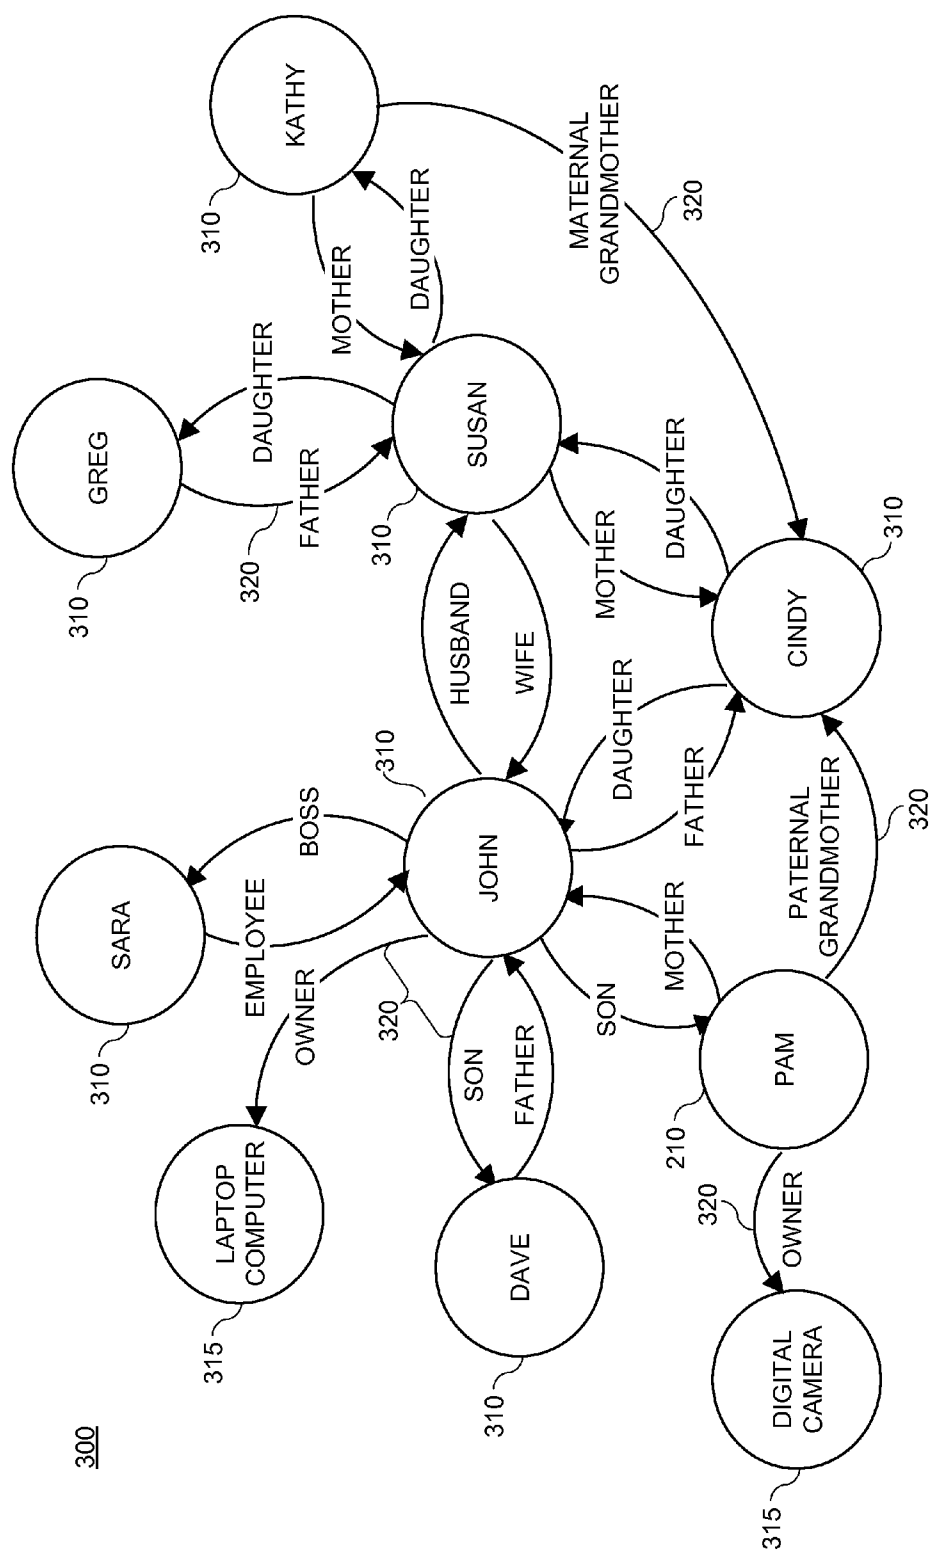 300
315
LAPTOP
COMPUTER
310
SARA
310
GREG
310
KATHY
OWNER
EMPLOYEE
BOSS
320
FATHER
DAUGHTER
MOTHER
DAUGHTER
310
DAVE
SON
FATHER
320
310
JOHN
HUSBAND
WIFE
310
SUSAN
MATERNAL
GRANDMOTHER
320
SON
MOTHER
FATHER
DAUGHTER
MOTHER
DAUGHTER
315
DIGITAL
CAMERA
320
OWNER
210
PAM
PATERNAL
GRANDMOTHER
320
CINDY
310